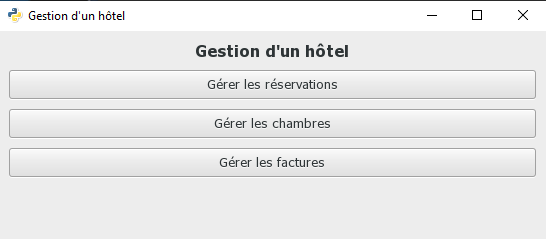 Gestion d'un hôtel
Gestion d'un hôtel
Gérer les réservations
Gérer les chambres
Gérer les factures